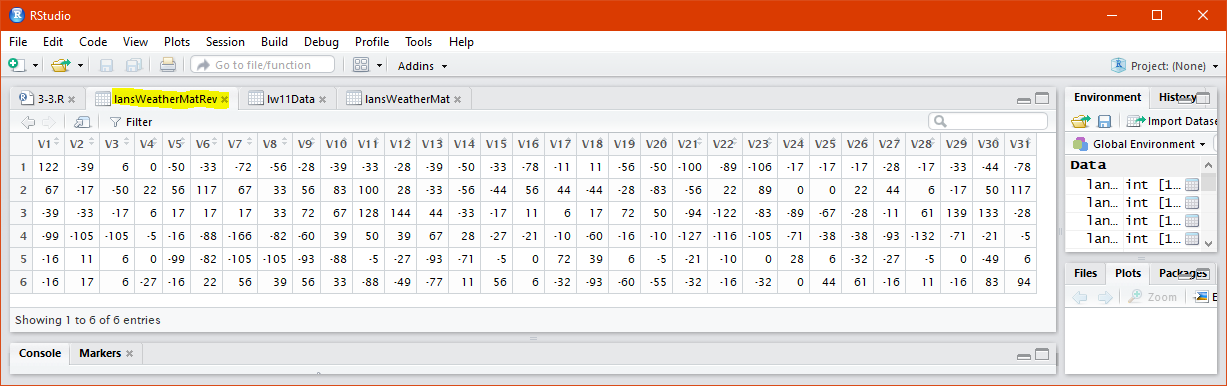 RStudio
File Edit Code View Plots Session Build Debug Profile Tools Help
Go to file/function Addins Project: (None)
3-3.R IansWeatherMatRev lw11Data IansWeatherMat
Filter
V1 V2 V3 V4 V5 V6 V7 V8 V9 V10 V11 V12 V13 V14 V15 V16 V17 V18 V19 V20 V21 V22 V23 V24 V25 V26 V27 V28 V29 V30 V31
1 122 -39 6 0 -50 -33 -72 -56 -28 -39 -33 -28 -39 -50 -33 -78 -11 11 -56 -50 -100 -89 -106 -17 -17 -17 -28 -17 -33 -44 -78
2 67 -17 -50 22 56 117 67 33 56 83 100 28 -33 -56 -44 56 44 -44 -28 -83 -56 22 89 0 0 22 44 6 -17 50 117
3 -39 -33 -17 6 17 17 17 33 72 67 128 144 44 -33 -17 11 6 17 72 50 -94 -122 -83 -89 -67 -28 -11 61 139 133 -28
4 -99 -105 -105 -5 -16 -88 -166 -82 -60 39 50 39 67 28 -27 -21 -10 -60 -16 -10 -127 -116 -105 -71 -38 -38 -93 -132 -71 -21 -5
5 -16 11 6 0 -99 -82 -105 -105 -93 -88 -5 -27 -93 -71 -5 0 72 39 6 -5 -21 -10 0 28 6 -32 -27 -5 0 -49 6
6 -16 17 6 -27 -16 22 56 39 56 33 -88 -49 -77 11 56 6 -32 -93 -60 -55 -32 -16 -32 0 44 61 -16 11 -16 83 94
Showing 1 to 6 of 6 entries
Console Markers
Environment History
Import Datase
Global Environment
Data
lan… int [1…
lan… int [1…
lan… int [1…
lan… int [1…
Files Plots Packages
Zoom E